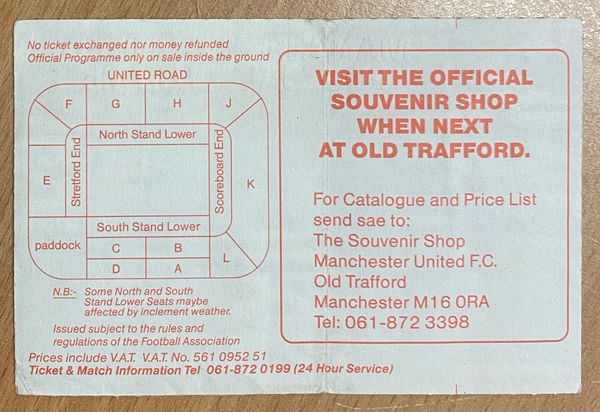 No ticket exchanged nor money refunded
Official Programme only on sale inside the ground
UNITED ROAD
F G H J
North Stand Lower
Stretford End
Scoreboard End
E
K
South Stand Lower
paddock
C B
D A
L
N.B:- Some North and South
Stand Lower Seats maybe
affected by inclement weather.
Issued subject to the rules and
regulations of the Football Association
Prices include V.A.T. V.A.T. No. 561 0952 51
Ticket & Match Information Tel 061-872 0199 (24 Hour Service)
VISIT THE OFFICIAL
SOUVENIR SHOP
WHEN NEXT
AT OLD TRAFFORD.
For Catalogue and Price List
send sae to:
The Souvenir Shop
Manchester United F.C.
Old Trafford
Manchester M16 0RA
Tel: 061-872 3398